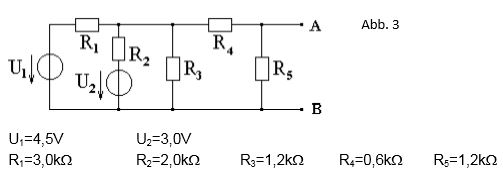 A Abb. 3
R₁ R₂ R₄
U₁ U₂ R₃ R₅
B
U₁=4,5V U₂=3,0V
R₁=3,0kΩ R₂=2,0kΩ R₃=1,2kΩ R₄=0,6kΩ R₅=1,2kΩ